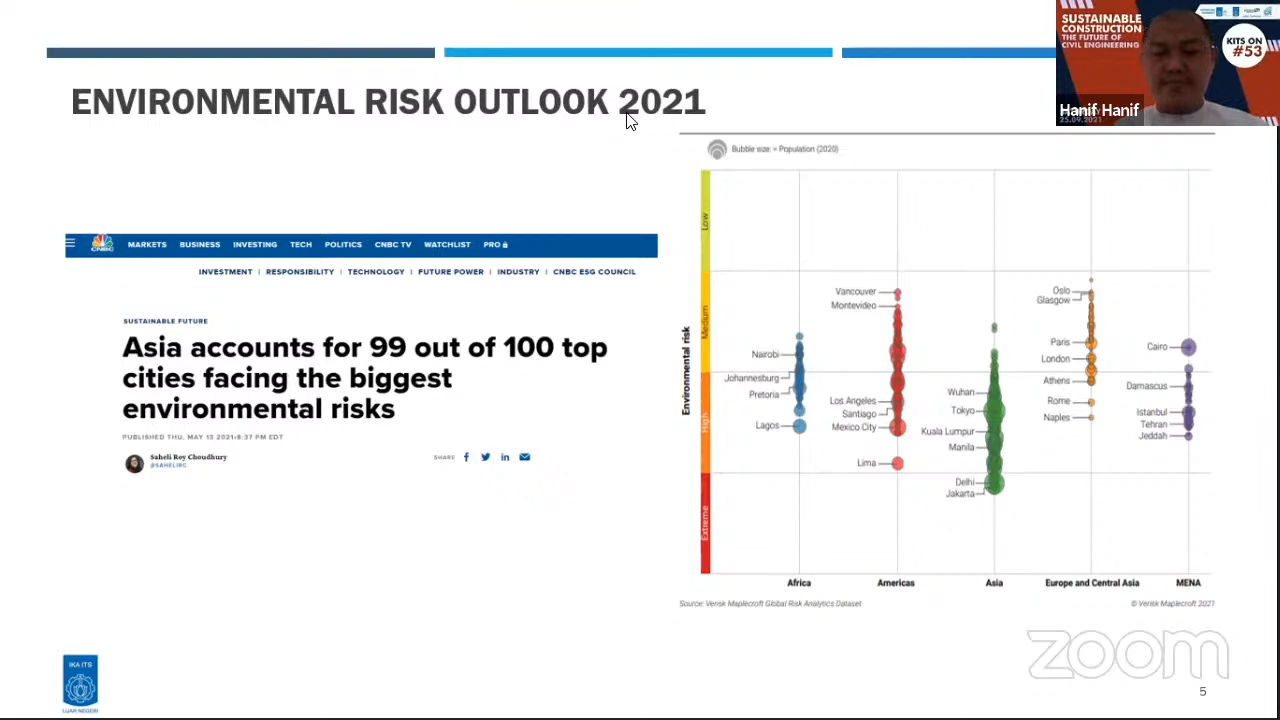 ENVIRONMENTAL RISK OUTLOOK 2021
SUSTAINABLE
CONSTRUCTION
THE FUTURE OF
CIVIL ENGINEERING
KITS ON
#53
Hanif Hanif
25.09.2021
CNBC
MARKETS BUSINESS INVESTING TECH POLITICS CNBC TV WATCHLIST PRO
INVESTMENT | RESPONSIBILITY | TECHNOLOGY | FUTURE POWER | INDUSTRY | CNBC ESG COUNCIL
SUSTAINABLE FUTURE
Asia accounts for 99 out of 100 top
cities facing the biggest
environmental risks
PUBLISHED THU, MAY 13 2021•8:37 PM EDT
Saheli Roy Choudhury
@SAHELIRC
SHARE
Bubble size: = Population (2020)
Environmental risk
Low
Medium
High
Extreme
Nairobi
Johannesburg
Pretoria
Lagos
Vancouver
Montevideo
Los Angeles
Santiago
Mexico City
Lima
Wuhan
Tokyo
Kuala Lumpur
Manila
Delhi
Jakarta
Oslo
Glasgow
Paris
London
Athens
Rome
Naples
Cairo
Damascus
Istanbul
Tehran
Jeddah
Africa Americas Asia Europe and Central Asia MENA
Source: Verisk Maplecroft Global Risk Analytics Dataset
© Verisk Maplecroft 2021
IKA ITS
LUAR NEGERI
zoom
5